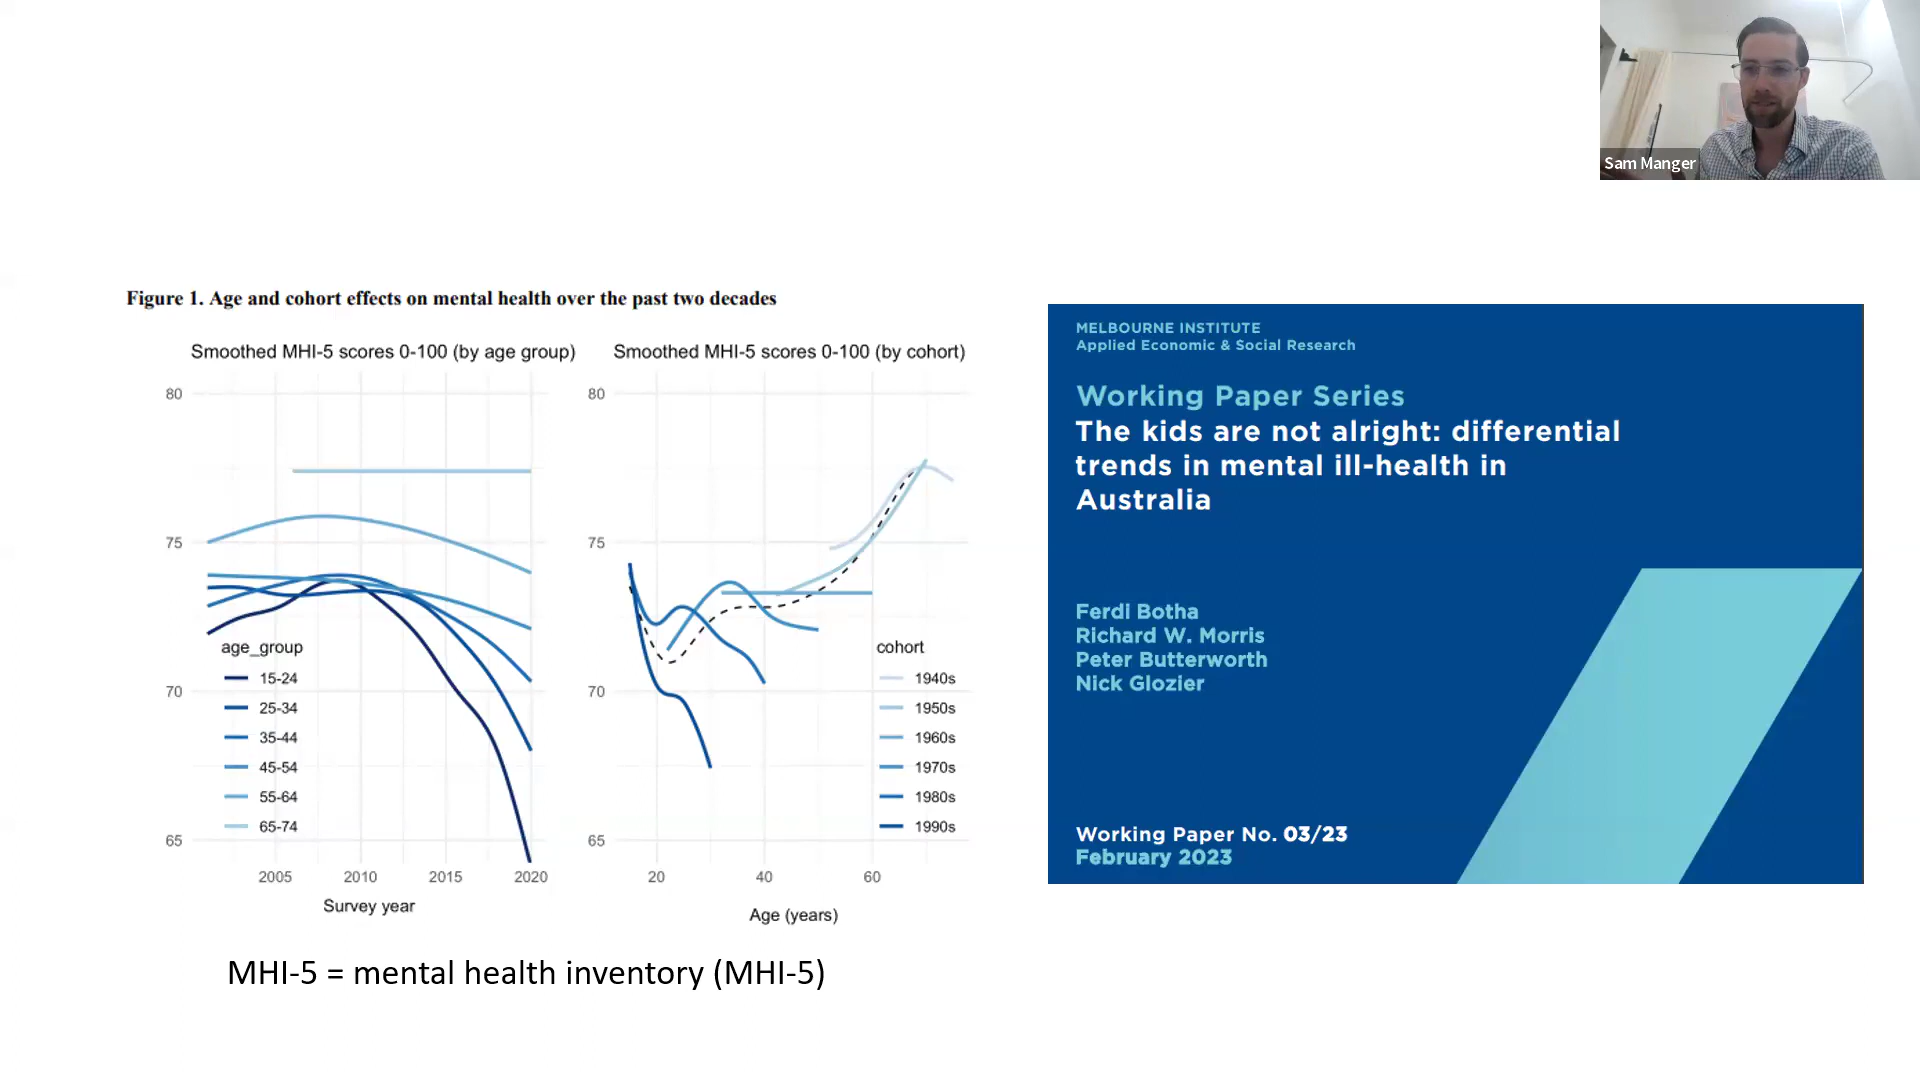 Sam Manger
Figure 1. Age and cohort effects on mental health over the past two decades
Smoothed MHI-5 scores 0-100 (by age group)
80
75
70
65
age_group
15-24
25-34
35-44
45-54
55-64
65-74
2005 2010 2015 2020
Survey year
Smoothed MHI-5 scores 0-100 (by cohort)
80
75
70
65
cohort
1940s
1950s
1960s
1970s
1980s
1990s
20 40 60
Age (years)
MHI-5 = mental health inventory (MHI-5)
MELBOURNE INSTITUTE
Applied Economic & Social Research
Working Paper Series
The kids are not alright: differential
trends in mental ill-health in
Australia
Ferdi Botha
Richard W. Morris
Peter Butterworth
Nick Glozier
Working Paper No. 03/23
February 2023